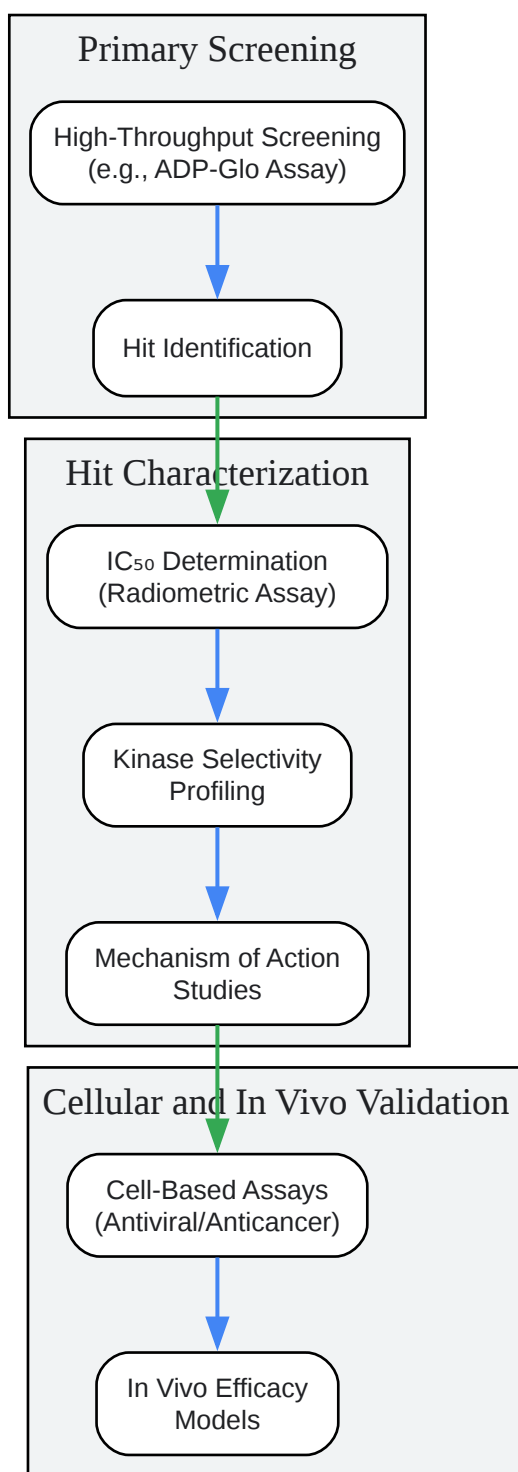 Primary Screening
High-Throughput Screening
(e.g., ADP-Glo Assay)
Hit Identification
Hit Characterization
IC₅₀ Determination
(Radiometric Assay)
Kinase Selectivity
Profiling
Mechanism of Action
Studies
Cellular and In Vivo Validation
Cell-Based Assays
(Antiviral/Anticancer)
In Vivo Efficacy
Models